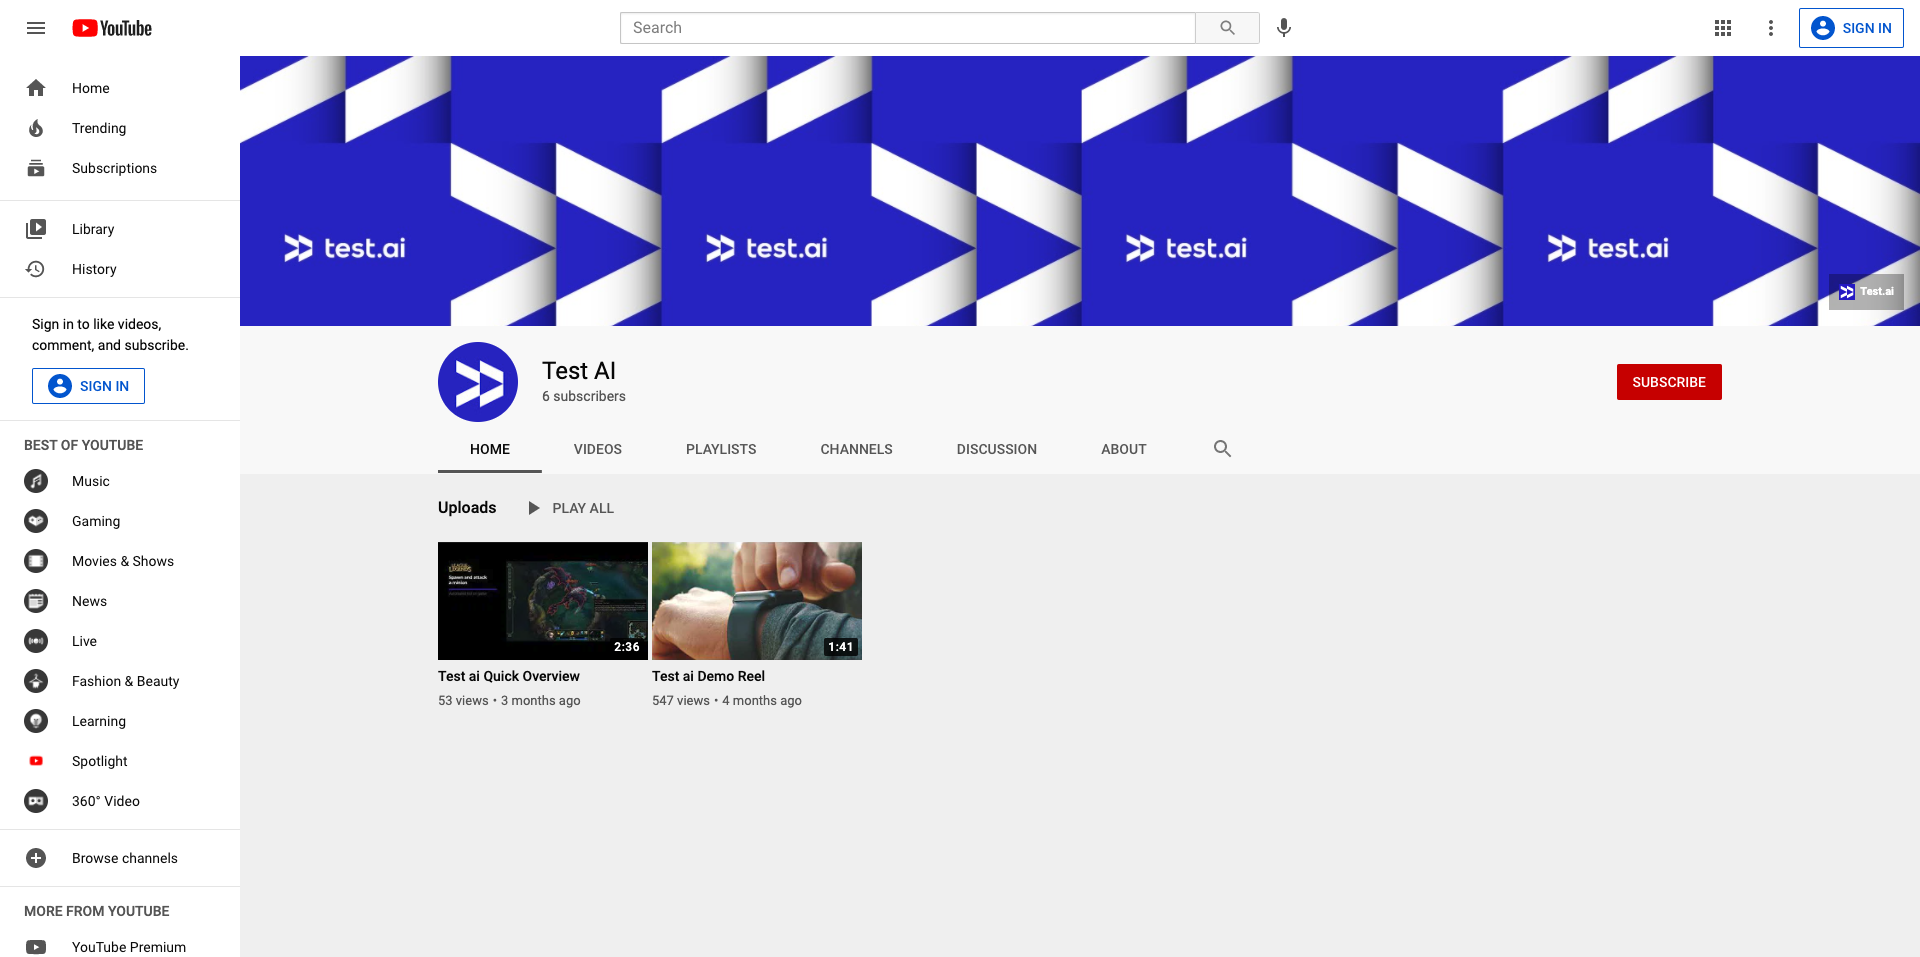 YouTube
Search
SIGN IN
Home
Trending
Subscriptions
Library
History
Sign in to like videos,
comment, and subscribe.
SIGN IN
BEST OF YOUTUBE
Music
Gaming
Movies & Shows
News
Live
Fashion & Beauty
Learning
Spotlight
360° Video
Browse channels
MORE FROM YOUTUBE
YouTube Premium
test.ai
test.ai
test.ai
test.ai
Test.ai
Test AI
6 subscribers
SUBSCRIBE
HOME
VIDEOS
PLAYLISTS
CHANNELS
DISCUSSION
ABOUT
Uploads
PLAY ALL
Spawn and attack
a minion
2:36
1:41
Test ai Quick Overview
53 views • 3 months ago
Test ai Demo Reel
547 views • 4 months ago